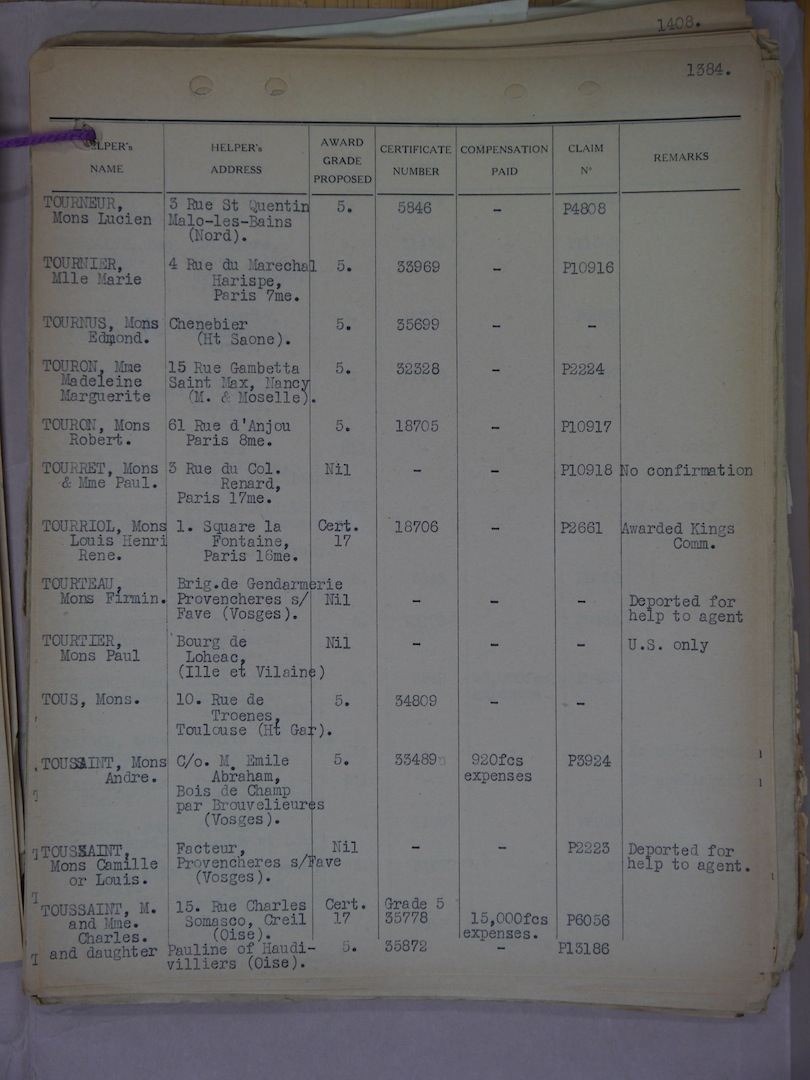 1408.
1384.
HELPER's NAME | HELPER's ADDRESS | AWARD GRADE PROPOSED | CERTIFICATE NUMBER | COMPENSATION PAID | CLAIM N° | REMARKS
TOURNEUR, 3 Rue St Quentin 5. 5846 - P4808
Mons Lucien Malo-les-Bains
(Nord).
TOURNIER, 4 Rue du Marechal 5. 33969 - P10916
Mlle Marie Harispe,
Paris 7me.
TOURNUS, Mons Chenebier 5. 35699 - -
Edmond. (Ht Saone).
TOURON, Mme 15 Rue Gambetta 5. 32328 - P2224
Madeleine Saint Max, Nancy
Marguerite (M. & Moselle).
TOURON, Mons 61 Rue d'Anjou 5. 18705 - P10917
Robert. Paris 8me.
TOURRET, Mons 3 Rue du Col. Nil - - P10918 No confirmation
& Mme Paul. Renard,
Paris 17me.
TOURRIOL, Mons 1. Square la Cert. 18706 - P2661 Awarded Kings
Louis Henri Fontaine, 17 Comm.
Rene. Paris 16me.
TOURTEAU, Brig.de Gendarmerie
Mons Firmin. Provencheres s/ Nil - - - Deported for
Fave (Vosges). help to agent
TOURTIER, Bourg de Nil - - - U.S. only
Mons Paul Loheac,
(Ille et Vilaine)
TOUS, Mons. 10. Rue de 5. 34809 - -
Troenes,
Toulouse (Ht Gar).
TOUSSAINT, Mons C/o. M. Emile 5. 33489 920fcs P3924
Andre. Abraham, expenses
Bois de Champ
par Brouvelieures
(Vosges).
TOUSSAINT, Facteur, Nil - - P2223 Deported for
Mons Camille Provencheres s/Fave help to agent.
or Louis. (Vosges).
TOUSSAINT, M. 15. Rue Charles Cert. Grade 5
and Mme. Somasco, Creil 17 35778 15,000fcs P6056
Charles. (Oise). expenses.
and daughter Pauline of Haudi- 5. 35872 - P13186
villiers (Oise).